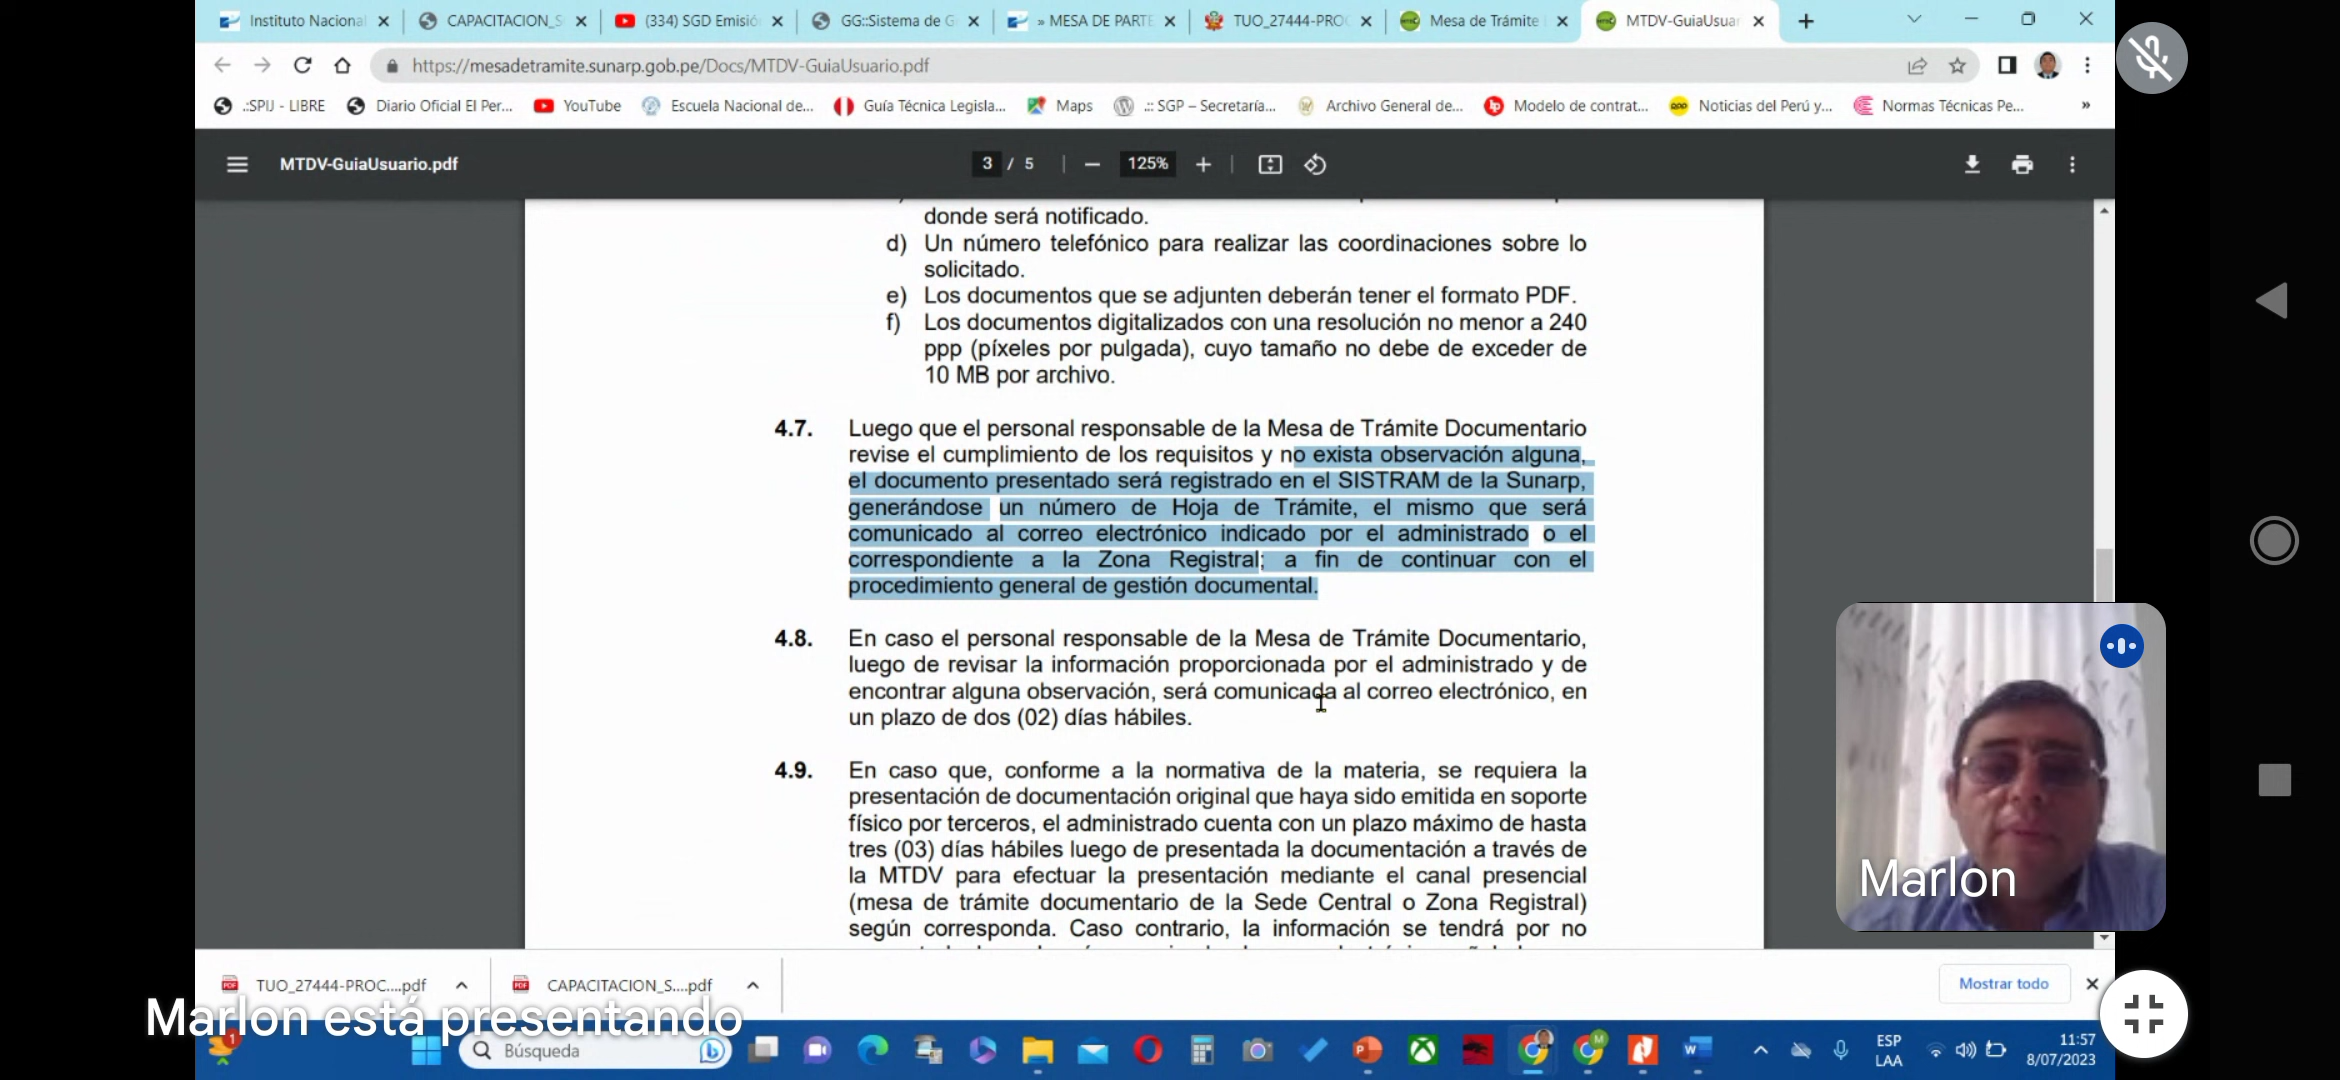 Instituto Nacional
CAPACITACION_S
(334) SGD Emisió
GG::Sistema de G
» MESA DE PARTE
TUO_27444-PROC
Mesa de Trámite
MTDV-GuiaUsuar
https://mesadetramite.sunarp.gob.pe/Docs/MTDV-GuiaUsuario.pdf
.:SPIJ - LIBRE
Diario Oficial El Per...
YouTube
Escuela Nacional de...
Guía Técnica Legisla...
Maps
.:: SGP – Secretaría...
Archivo General de...
Modelo de contrat...
Noticias del Perú y...
Normas Técnicas Pe...
»
MTDV-GuiaUsuario.pdf
3 / 5
125%
donde será notificado.
d) Un número telefónico para realizar las coordinaciones sobre lo
solicitado.
e) Los documentos que se adjunten deberán tener el formato PDF.
f) Los documentos digitalizados con una resolución no menor a 240
ppp (píxeles por pulgada), cuyo tamaño no debe de exceder de
10 MB por archivo.
4.7. Luego que el personal responsable de la Mesa de Trámite Documentario
revise el cumplimiento de los requisitos y no exista observación alguna,
el documento presentado será registrado en el SISTRAM de la Sunarp,
generándose un número de Hoja de Trámite, el mismo que será
comunicado al correo electrónico indicado por el administrado o el
correspondiente a la Zona Registral; a fin de continuar con el
procedimiento general de gestión documental.
4.8. En caso el personal responsable de la Mesa de Trámite Documentario,
luego de revisar la información proporcionada por el administrado y de
encontrar alguna observación, será comunicada al correo electrónico, en
un plazo de dos (02) días hábiles.
4.9. En caso que, conforme a la normativa de la materia, se requiera la
presentación de documentación original que haya sido emitida en soporte
físico por terceros, el administrado cuenta con un plazo máximo de hasta
tres (03) días hábiles luego de presentada la documentación a través de
la MTDV para efectuar la presentación mediante el canal presencial
(mesa de trámite documentario de la Sede Central o Zona Registral)
según corresponda. Caso contrario, la información se tendrá por no
Marlon
TUO_27444-PROC....pdf
CAPACITACION_S....pdf
Mostrar todo
Marlon está presentando
1
Búsqueda
ESP
LAA
11:57
8/07/2023